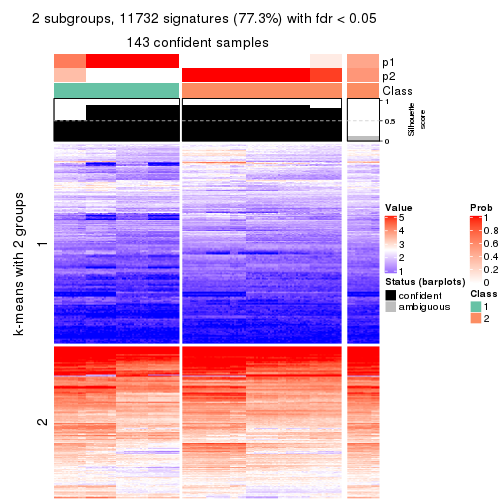 2 subgroups, 11732 signatures (77.3%) with fdr < 0.05
143 confident samples
p1
p2
Class
1
0.5
0
Silhouette
score
k-means with 2 groups
1
2
Value
5
4
3
2
1
Prob
1
0.8
0.6
0.4
0.2
0
Status (barplots)
confident
ambiguous
Class
1
2